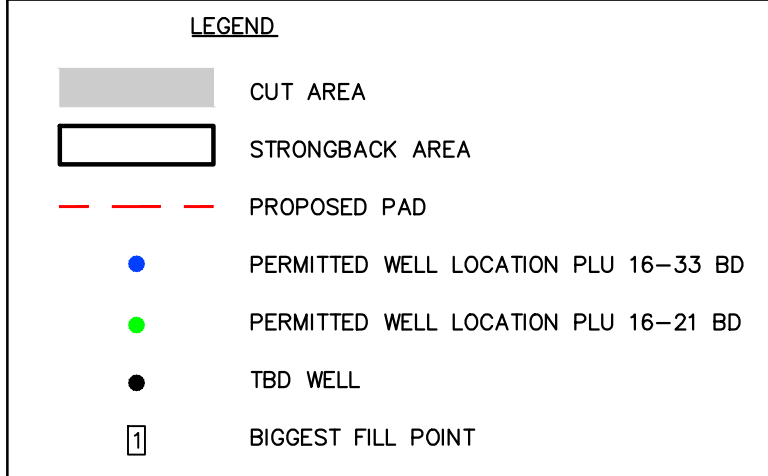 LEGEND
CUT AREA
STRONGBACK AREA
PROPOSED PAD
PERMITTED WELL LOCATION PLU 16-33 BD
PERMITTED WELL LOCATION PLU 16-21 BD
TBD WELL
1 BIGGEST FILL POINT